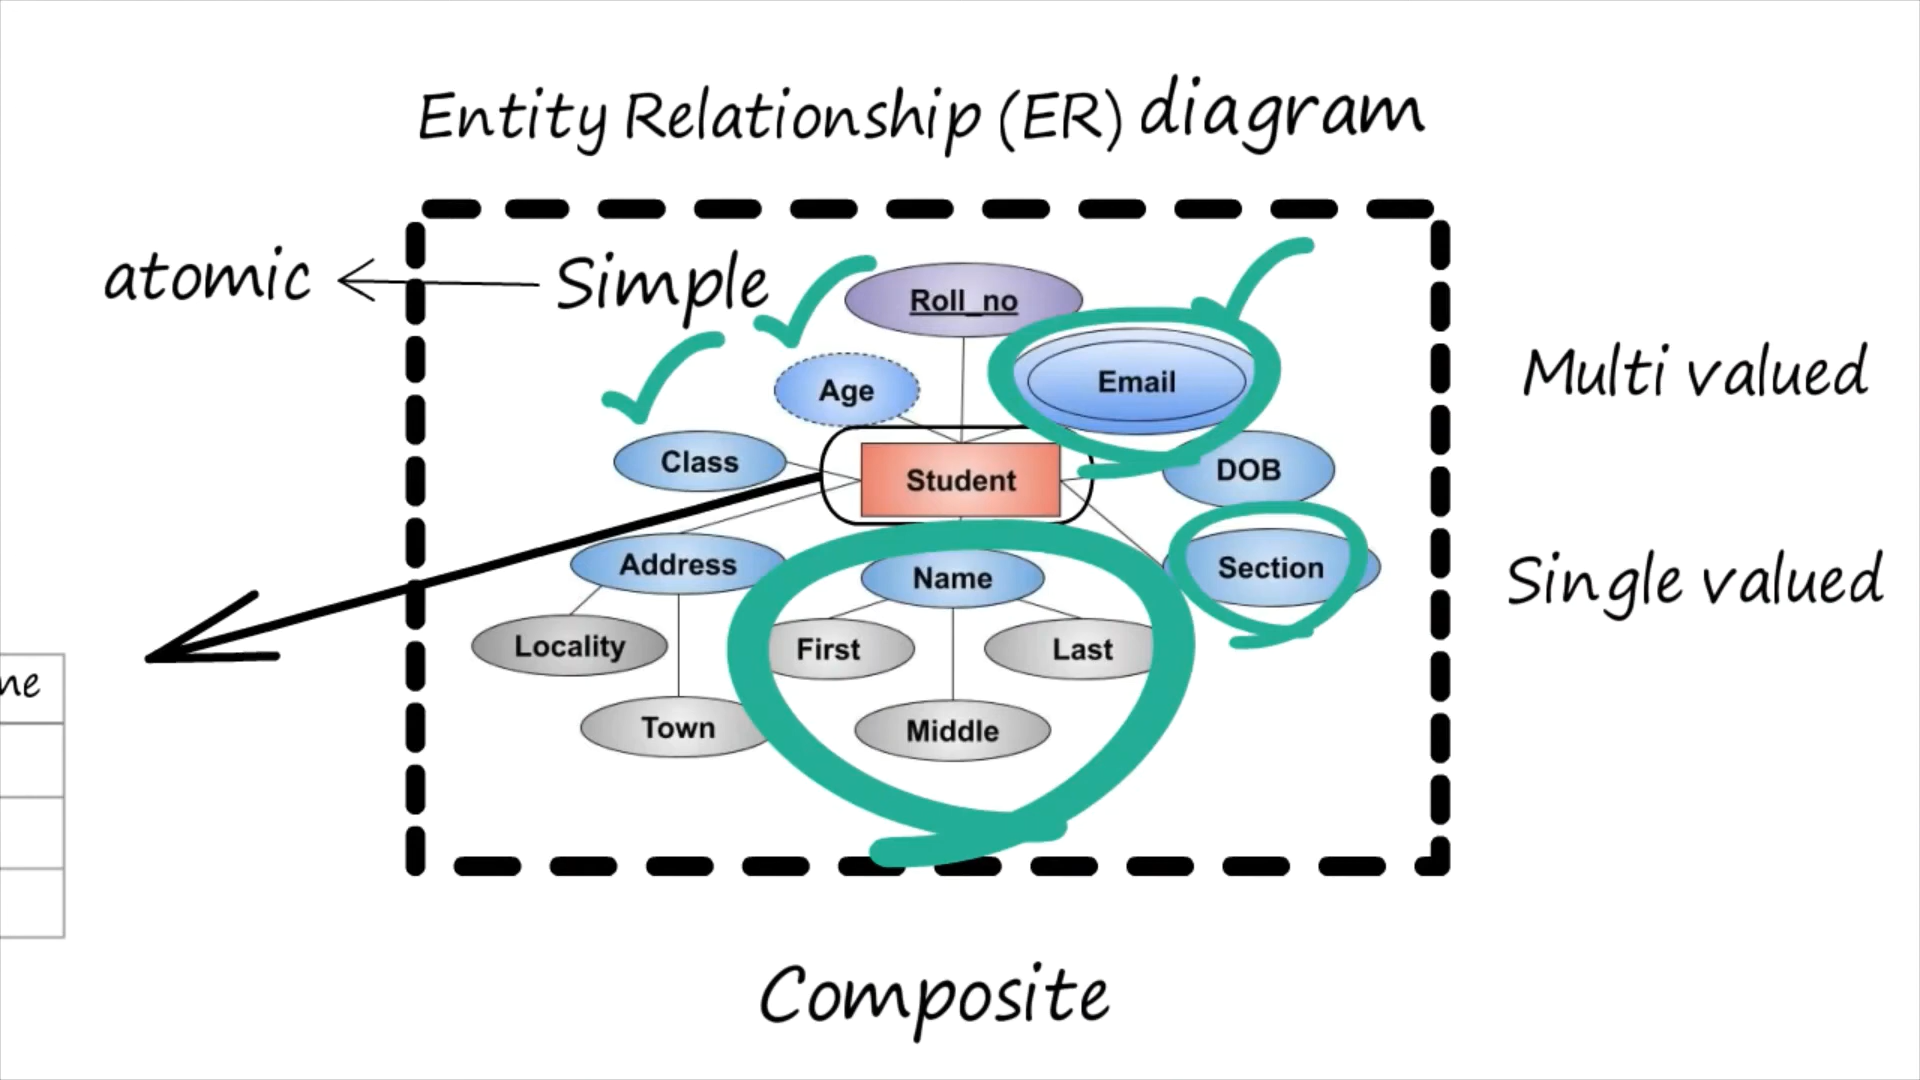 Entity Relationship (ER) diagram
atomic
Simple
Roll_no
Email
Age
Multi valued
Class
Student
DOB
Address
Name
Section
Single valued
Locality
First
Last
ne
Town
Middle
Composite